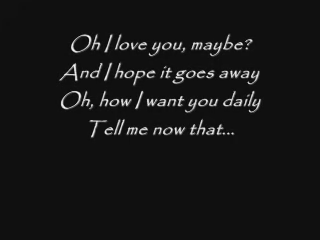 Oh I love you, maybe?
And I hope it goes away
Oh, how I want you daily
Tell me now that...